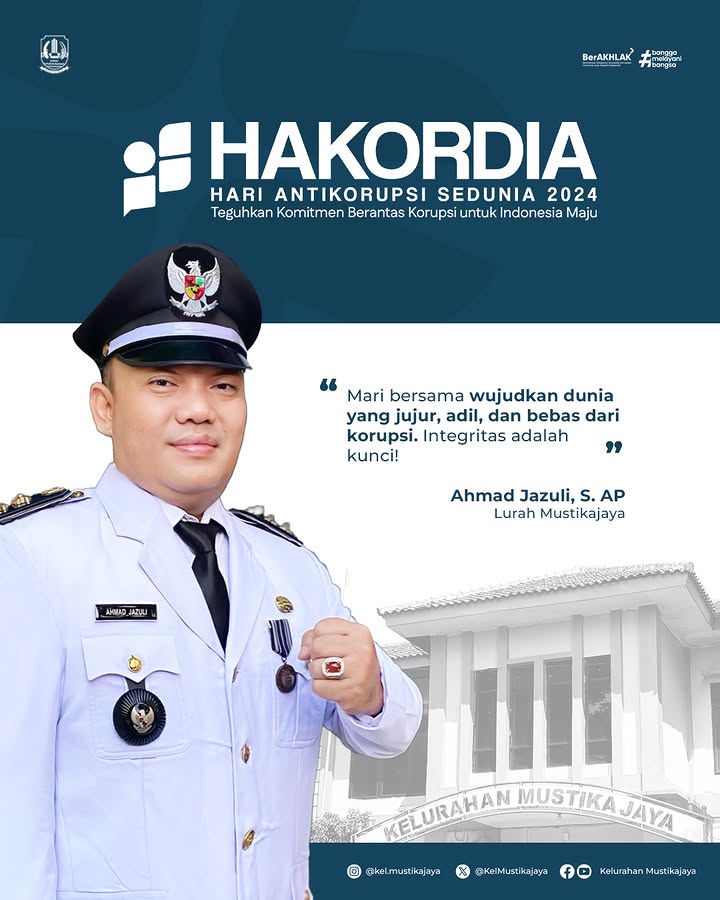 BerAKHLAK
#bangga
melayani
bangsa
HAKORDIA
HARI ANTIKORUPSI SEDUNIA 2024
Teguhkan Komitmen Berantas Korupsi untuk Indonesia Maju
“ Mari bersama wujudkan dunia
yang jujur, adil, dan bebas dari
korupsi. Integritas adalah
kunci! ”
Ahmad Jazuli, S. AP
Lurah Mustikajaya
AHMAD JAZULI
KELURAHAN MUSTIKA JAYA
@kel.mustikajaya @KelMustikajaya Kelurahan Mustikajaya